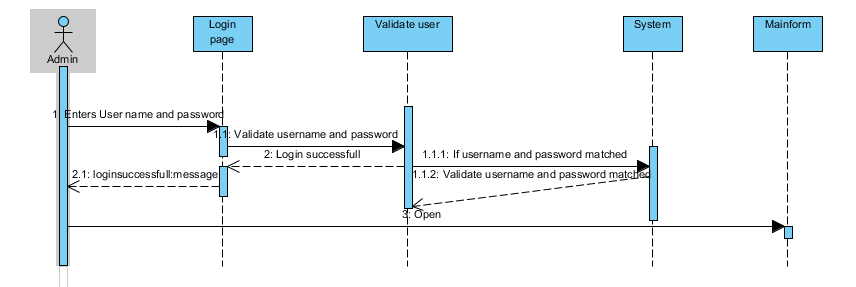 Login
page
Validate user
System
Mainform
Admin
1: Enters User name and password
1.1: Validate username and password
2: Login successfull
1.1.1: If username and password matched
2.1: loginsuccessfull:message
1.1.2: Validate username and password matched
3: Open